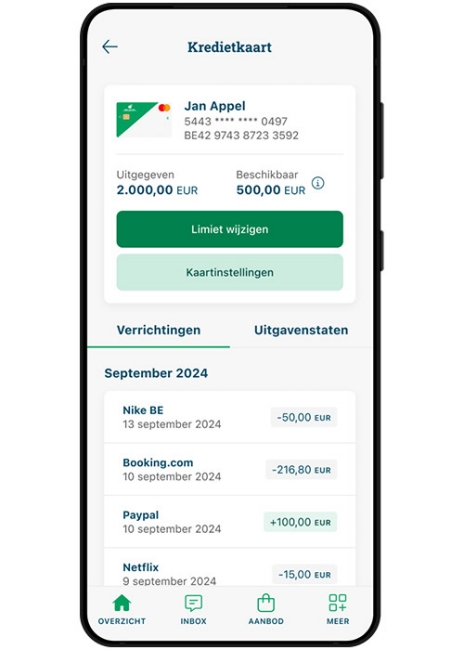 Kredietkaart
Jan Appel
5443 **** **** 0497
BE42 9743 8723 3592
Uitgegeven
2.000,00 EUR
Beschikbaar
500,00 EUR
Limiet wijzigen
Kaartinstellingen
Verrichtingen
Uitgavenstaten
September 2024
Nike BE
13 september 2024
-50,00 EUR
Booking.com
10 september 2024
-216,80 EUR
Paypal
10 september 2024
+100,00 EUR
Netflix
9 september 2024
-15,00 EUR
OVERZICHT
INBOX
AANBOD
MEER